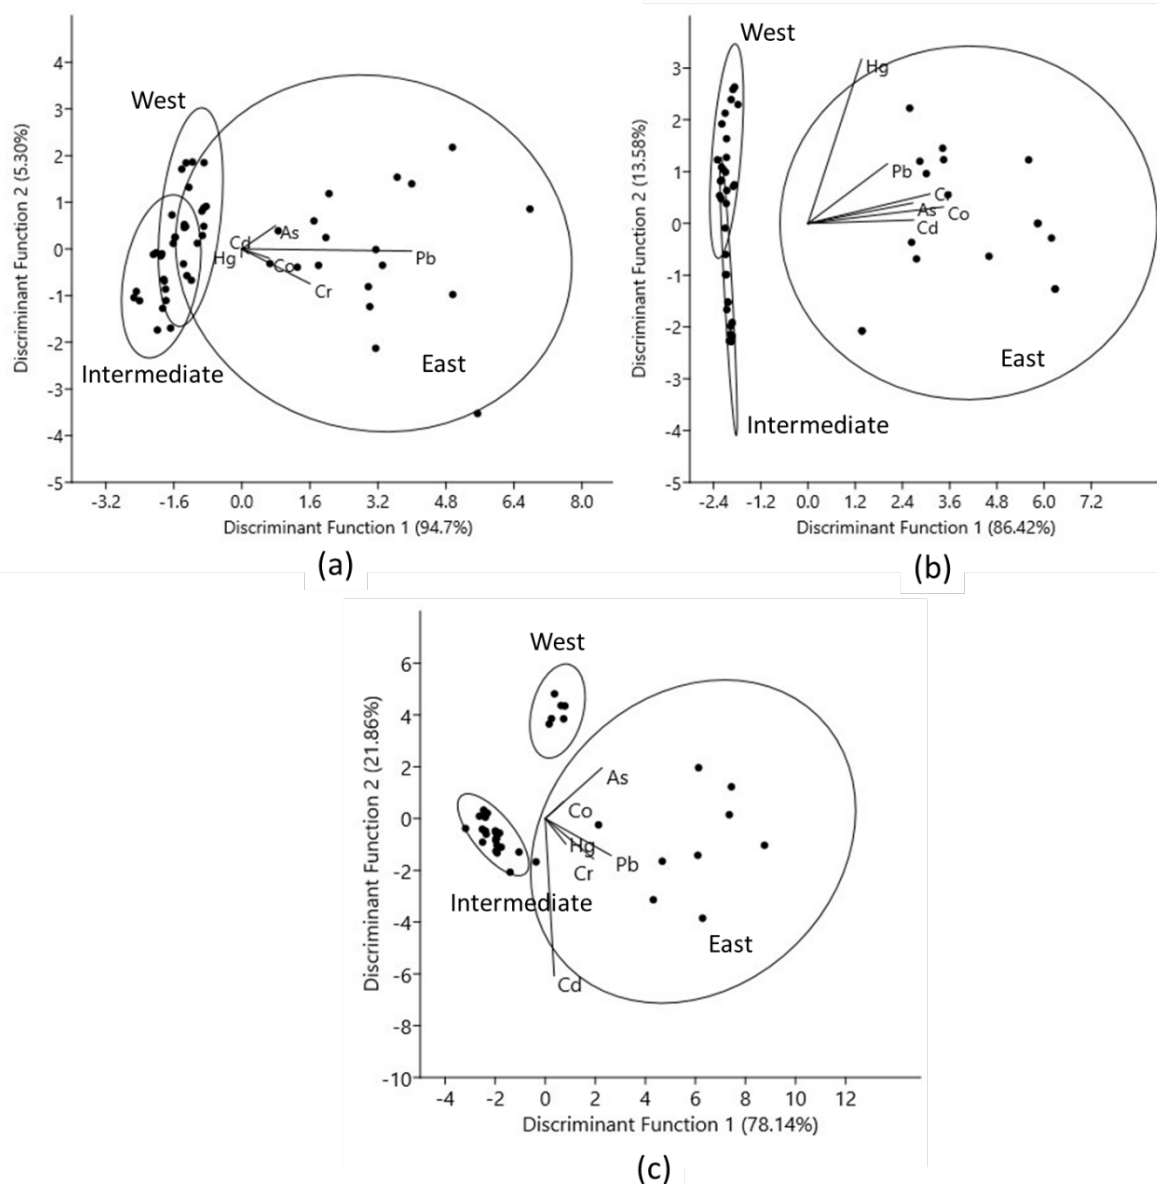 West
Intermediate
East
As
Cd
Hg
Co
Cr
Pb
4
3
2
1
0
-1
-2
-3
-4
-5
-3.2 -1.6 0.0 1.6 3.2 4.8 6.4 8.0
Discriminant Function 2 (5.30%)
Discriminant Function 1 (94.7%)
(a)
West
Hg
Pb
As
Co
Cd
East
Intermediate
3
2
1
0
-1
-2
-3
-4
-5
-2.4 -1.2 0.0 1.2 2.4 3.6 4.8 6.0 7.2
Discriminant Function 2 (13.58%)
Discriminant Function 1 (86.42%)
(b)
West
As
Co
Hg
Cr
Pb
Intermediate
East
Cd
6
4
2
0
-2
-4
-6
-8
-10
-4 -2 0 2 4 6 8 10 12
Discriminant Function 2 (21.86%)
Discriminant Function 1 (78.14%)
(c)